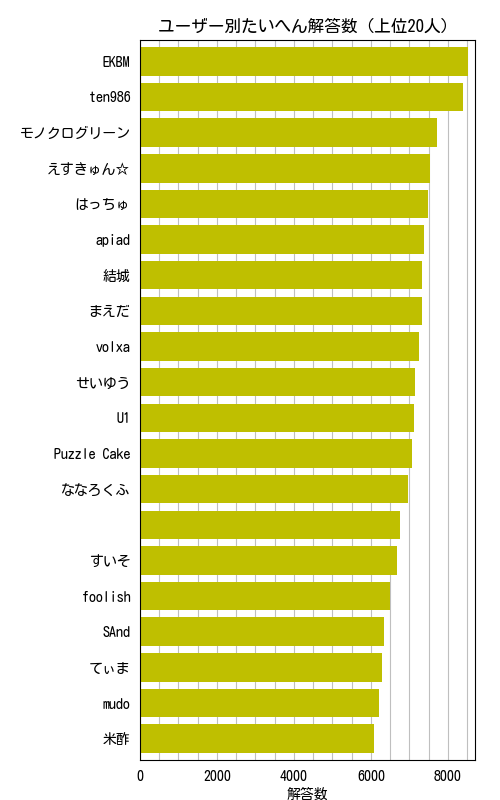 ユーザー別たいへん解答数（上位20人）
EKBM
ten986
モノクログリーン
えすきゅん☆
はっちゅ
apiad
結城
まえだ
volxa
せいゆう
U1
Puzzle Cake
ななろくふ
すいそ
foolish
SAnd
てぃま
mudo
米酢
0 2000 4000 6000 8000
解答数